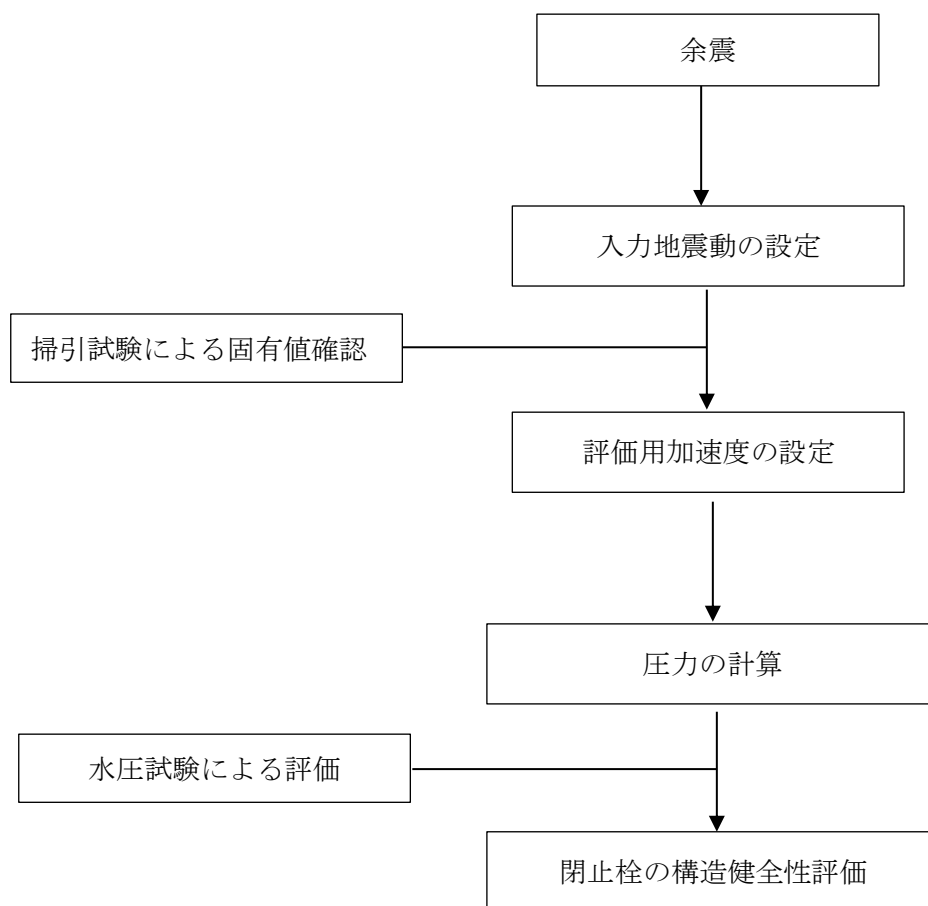 余震
入力地震動の設定
掃引試験による固有値確認
評価用加速度の設定
圧力の計算
水圧試験による評価
閉止栓の構造健全性評価